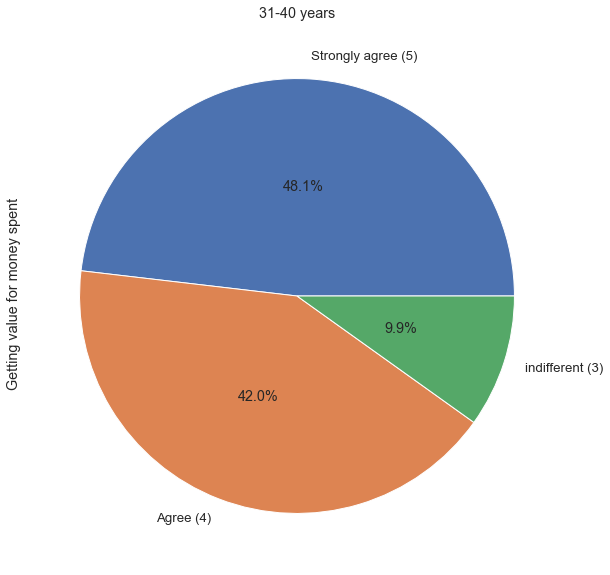 31-40 years
Strongly agree (5)
48.1%
Getting value for money spent
9.9%
indifferent (3)
42.0%
Agree (4)